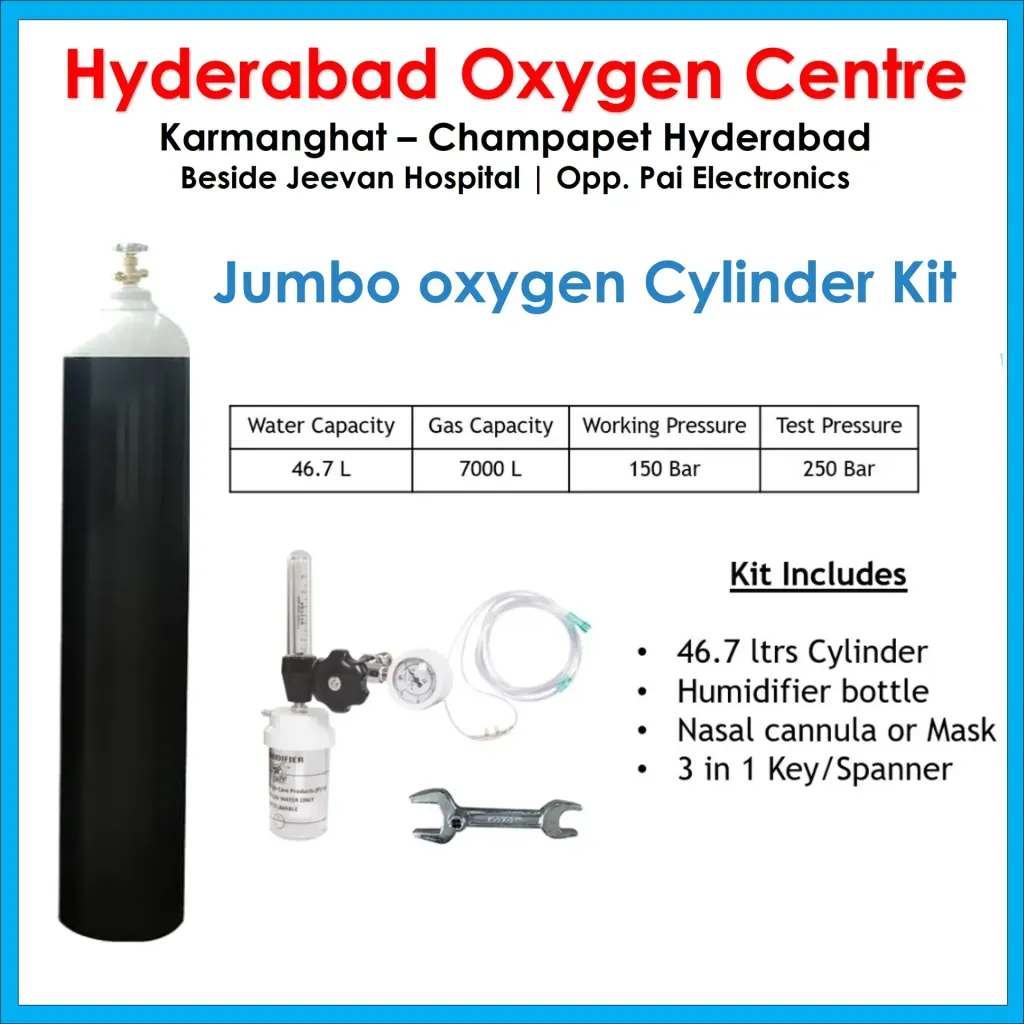 Hyderabad Oxygen Centre
Karmanghat – Champapet Hyderabad
Beside Jeevan Hospital | Opp. Pai Electronics
Jumbo oxygen Cylinder Kit
Water Capacity Gas Capacity Working Pressure Test Pressure
46.7 L 7000 L 150 Bar 250 Bar
Kit Includes
• 46.7 ltrs Cylinder
• Humidifier bottle
• Nasal cannula or Mask
• 3 in 1 Key/Spanner
WATER ONLY